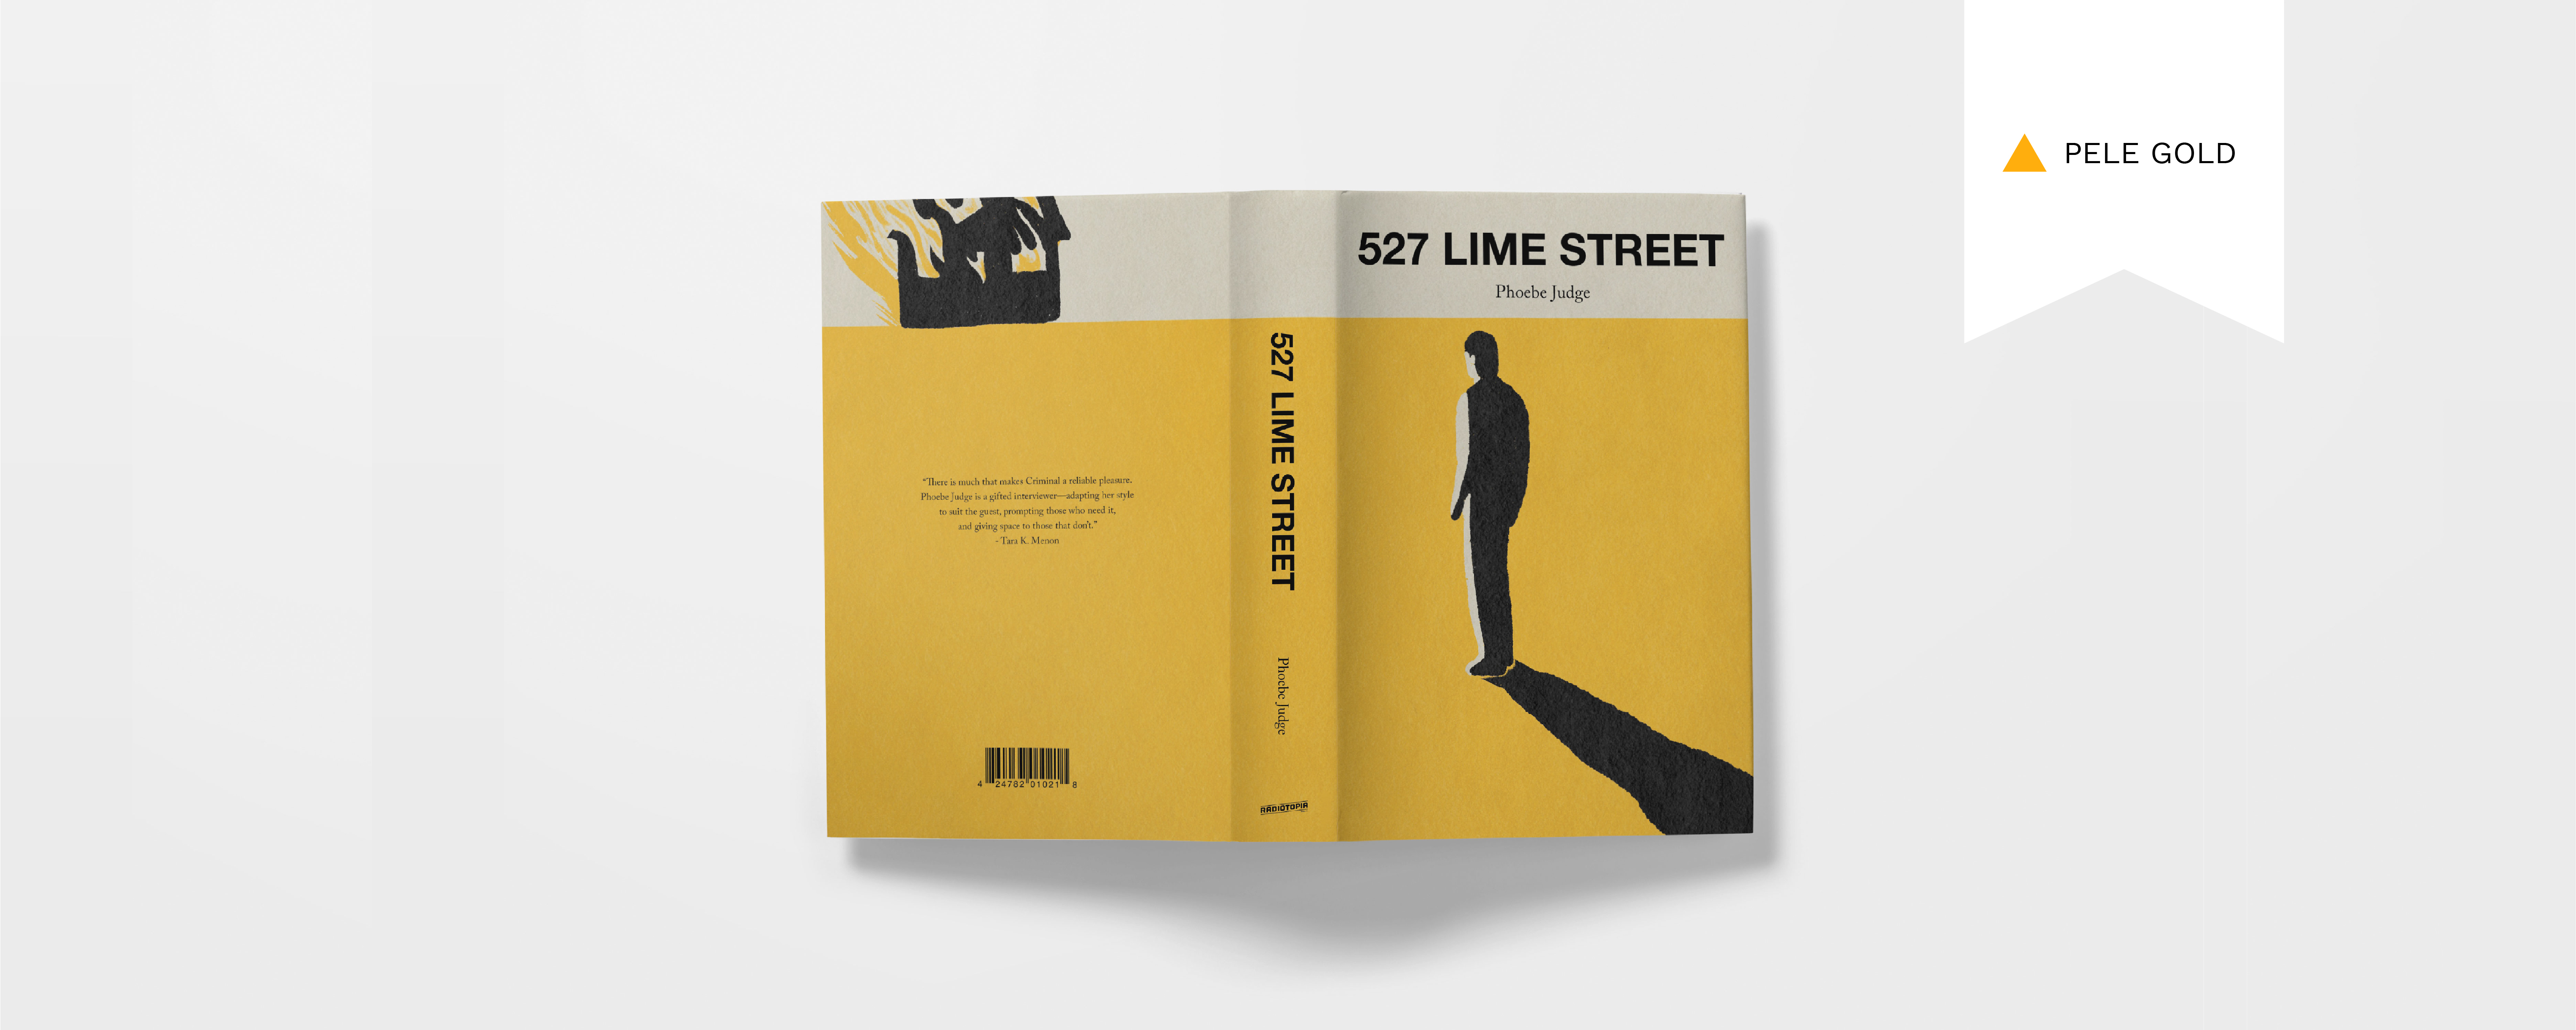 PELE GOLD
527 LIME STREET
Phoebe Judge
527 LIME STREET
Phoebe Judge
RADIOTOPIA
“There is much that makes Criminal a reliable pleasure.
Phoebe Judge is a gifted interviewer—adapting her style
to suit the guest, prompting those who need it,
and giving space to those that don't.”
- Tara K. Menon
4 24782 01021 8